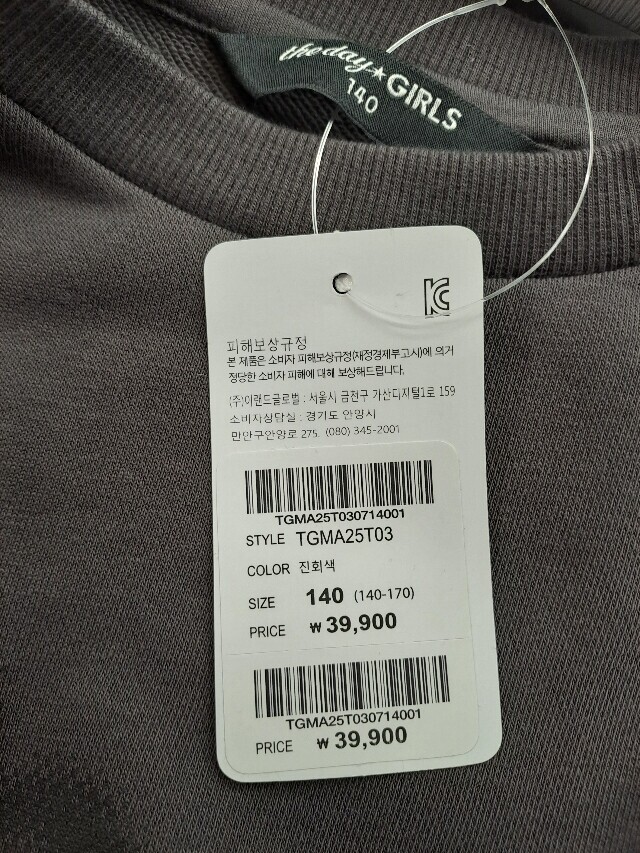 the day★GIRLS
140
피해보상규정
본 제품은 소비자 피해보상규정(재정경제부고시)에 의거
정당한 소비자 피해에 대해 보상해드립니다.
(주)이랜드글로벌 : 서울시 금천구 가산디지털1로 159
소비자상담실 : 경기도 안양시
만안구안양로 275. (080) 345-2001
TGMA25T030714001
STYLE TGMA25T03
COLOR 진회색
SIZE 140 (140-170)
PRICE ₩ 39,900
TGMA25T030714001
PRICE ₩ 39,900